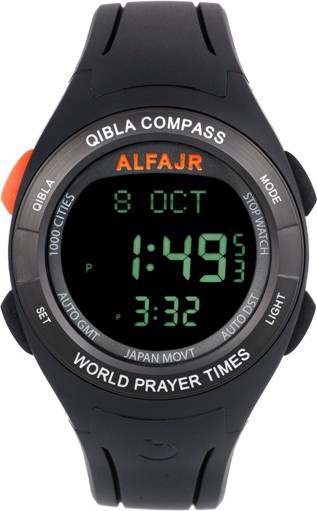 QIBLA COMPASS
ALFAJR
QIBLA
MODE
1000 CITIES
STOP WATCH
8 OCT
P 1:49 53
P 3:32
SET
AUTO GMT
JAPAN MOVT
AUTO DST
LIGHT
WORLD PRAYER TIMES